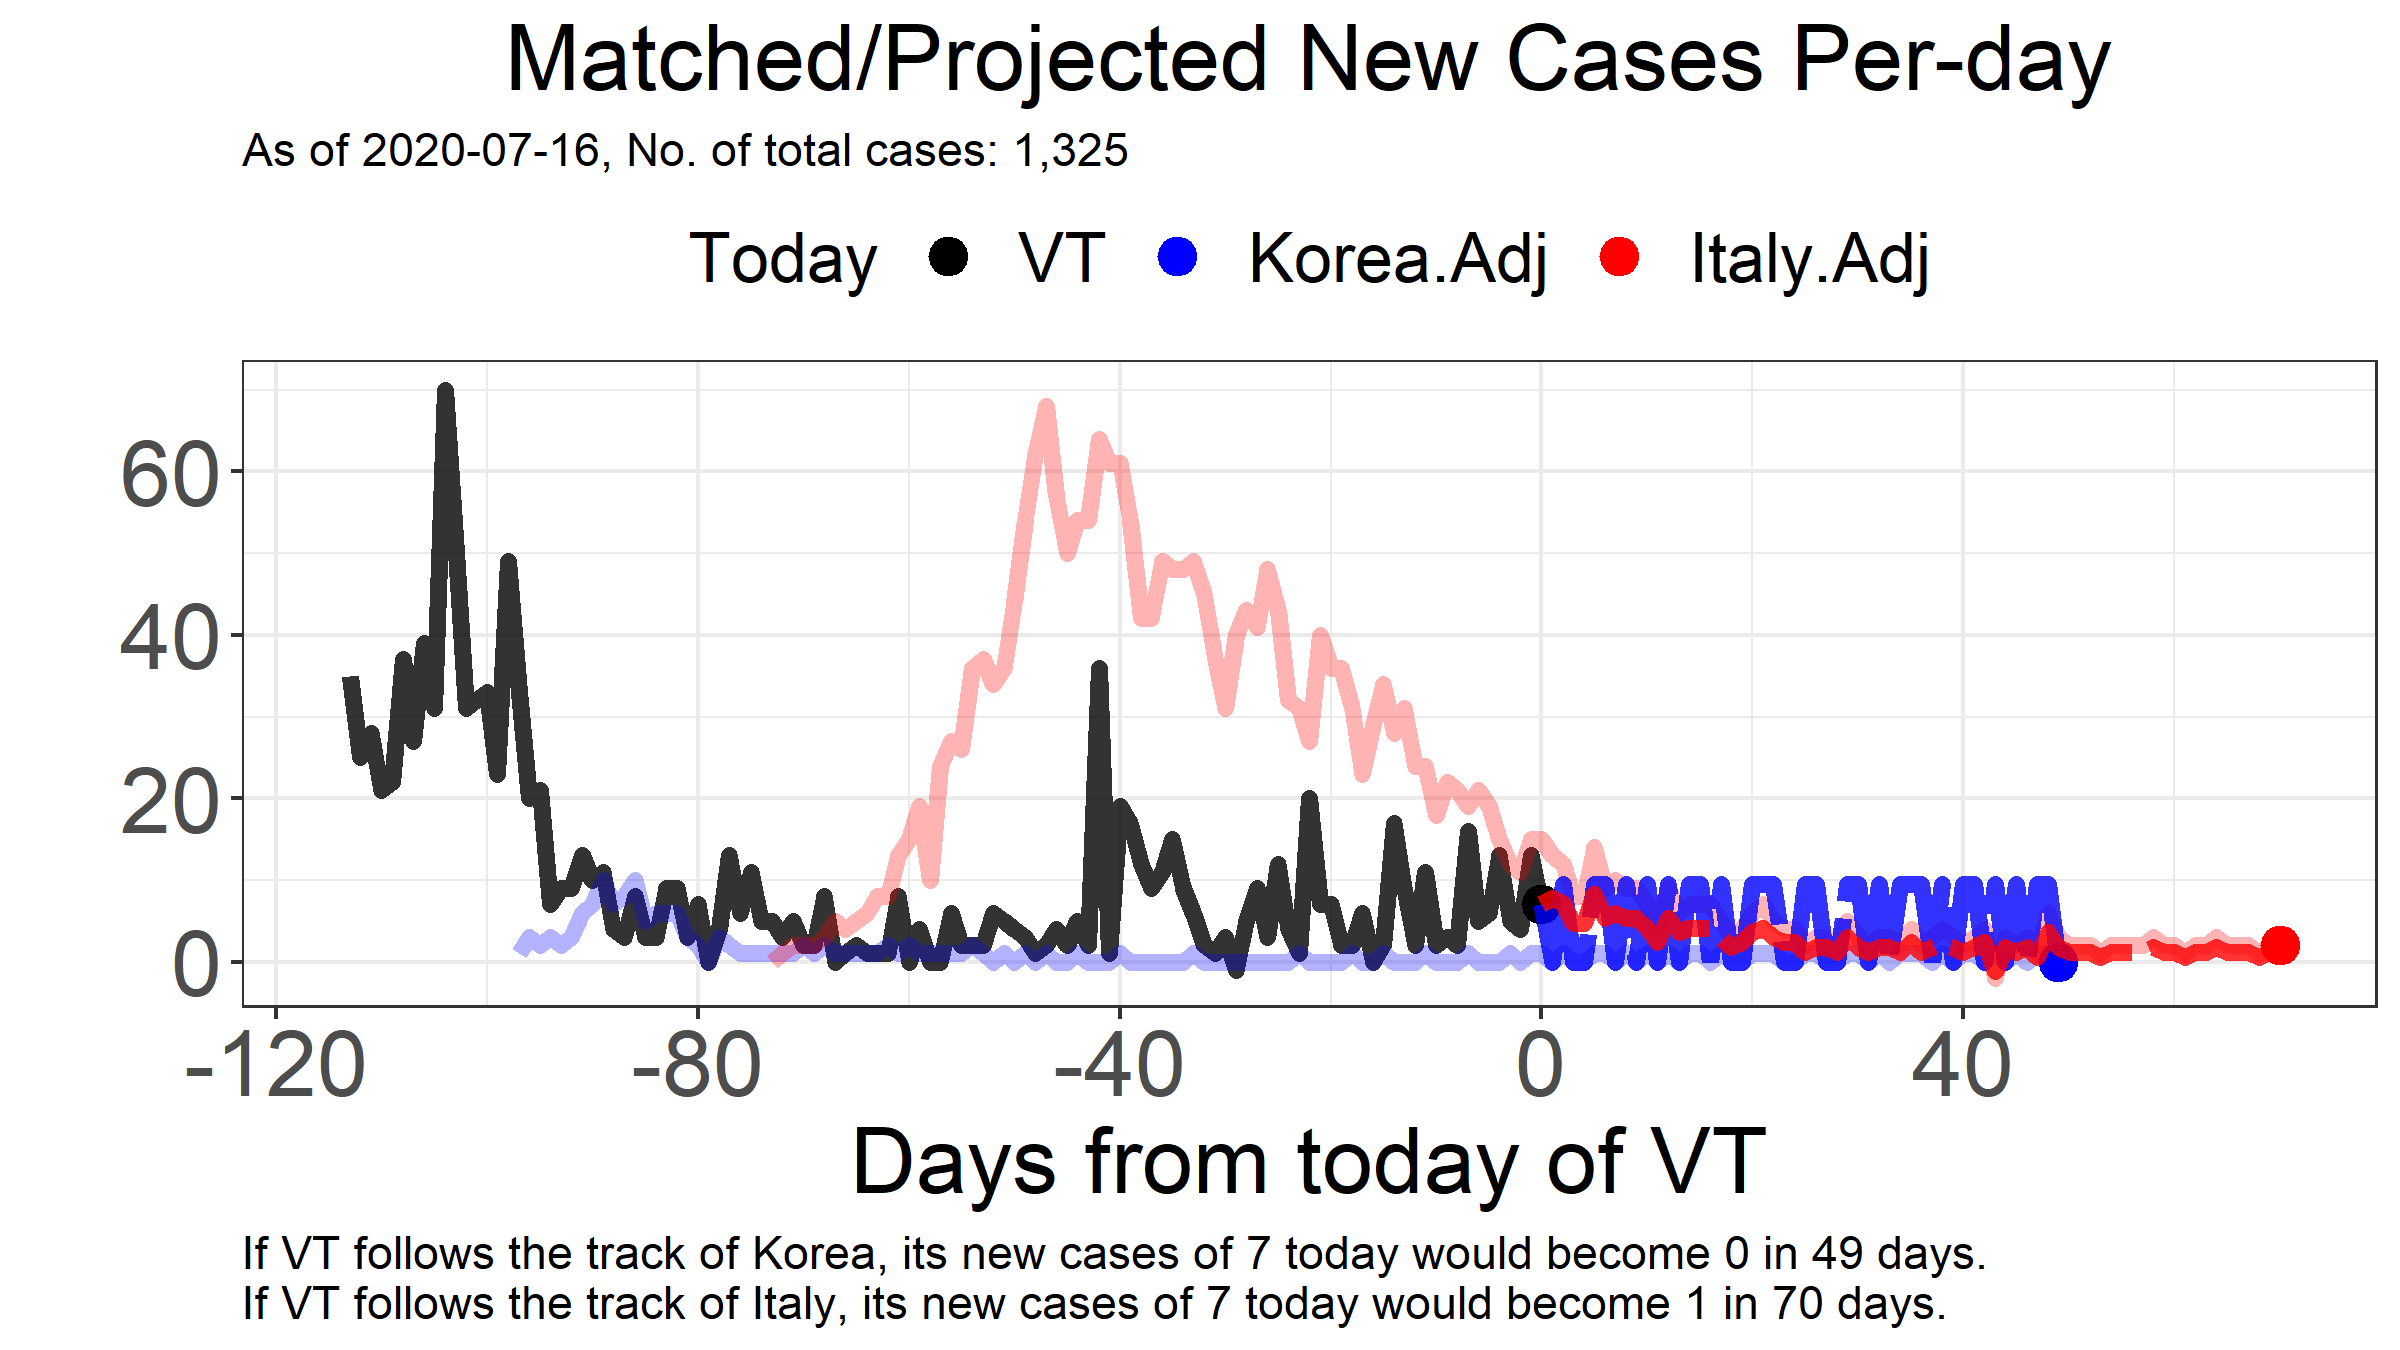 Matched/Projected New Cases Per-day
As of 2020-07-16, No. of total cases: 1,325
Today VT Korea.Adj Italy.Adj
60
40
20
0
-120 -80 -40 0 40
Days from today of VT
If VT follows the track of Korea, its new cases of 7 today would become 0 in 49 days.
If VT follows the track of Italy, its new cases of 7 today would become 1 in 70 days.